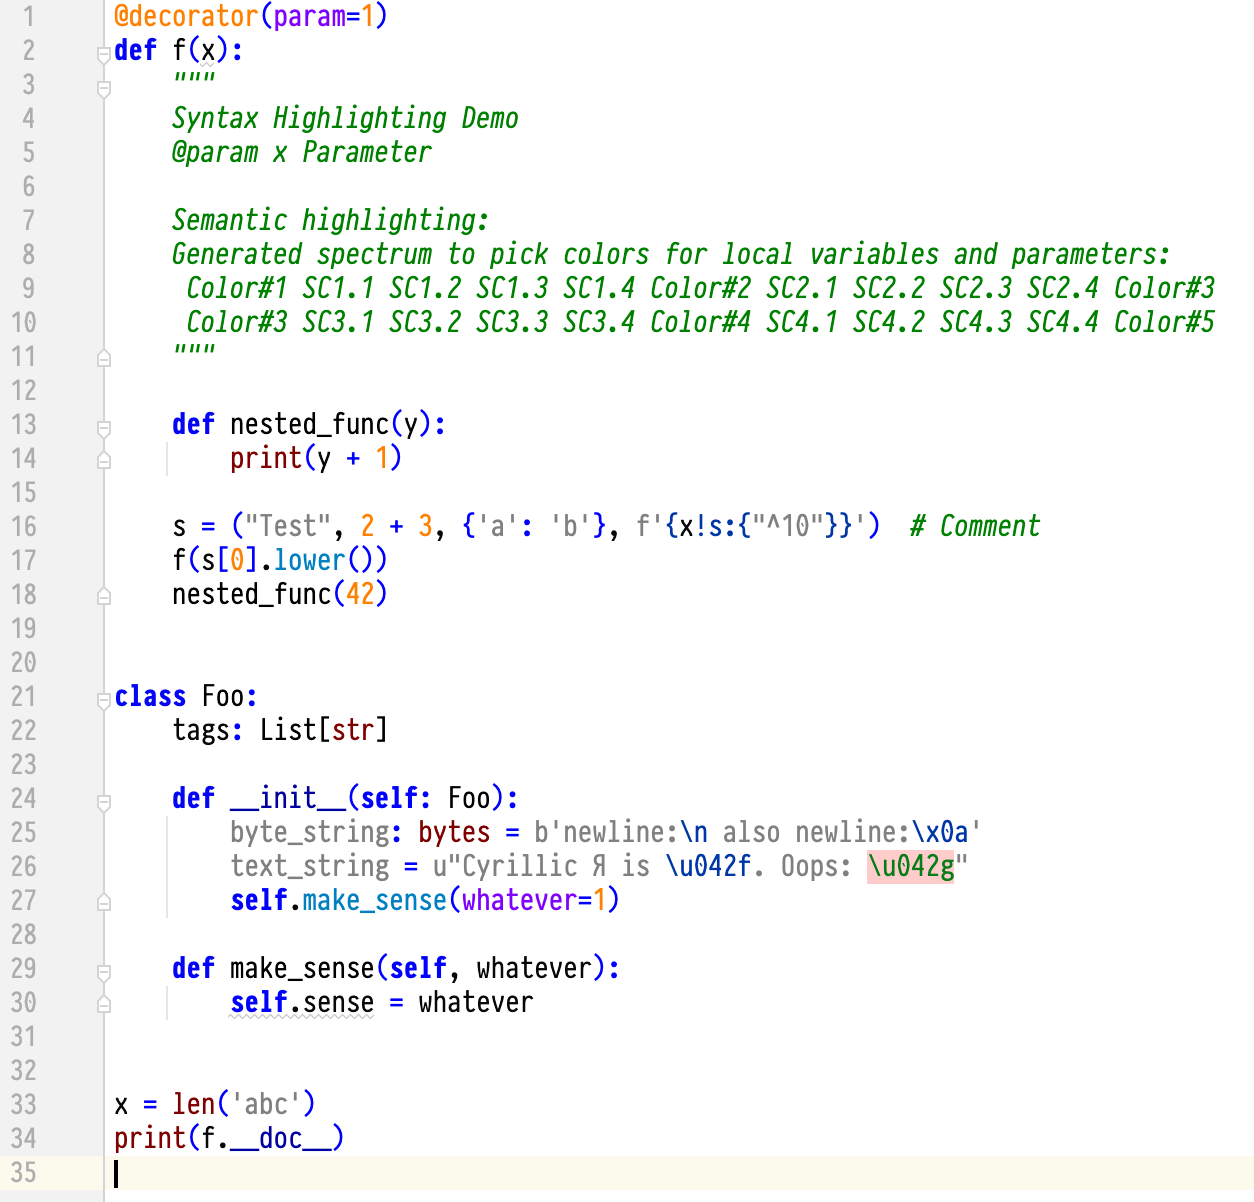 1 @decorator(param=1)
2 def f(x):
3     """
4     Syntax Highlighting Demo
5     @param x Parameter
6
7     Semantic highlighting:
8     Generated spectrum to pick colors for local variables and parameters:
9      Color#1 SC1.1 SC1.2 SC1.3 SC1.4 Color#2 SC2.1 SC2.2 SC2.3 SC2.4 Color#3
10      Color#3 SC3.1 SC3.2 SC3.3 SC3.4 Color#4 SC4.1 SC4.2 SC4.3 SC4.4 Color#5
11     """
12
13     def nested_func(y):
14         print(y + 1)
15
16     s = ("Test", 2 + 3, {'a': 'b'}, f'{x!s:{"^10"}}')  # Comment
17     f(s[0].lower())
18     nested_func(42)
19
20
21 class Foo:
22     tags: List[str]
23
24     def __init__(self: Foo):
25         byte_string: bytes = b'newline:\n also newline:\x0a'
26         text_string = u"Cyrillic Я is \u042f. Oops: \u042g"
27         self.make_sense(whatever=1)
28
29     def make_sense(self, whatever):
30         self.sense = whatever
31
32
33 x = len('abc')
34 print(f.__doc__)
35